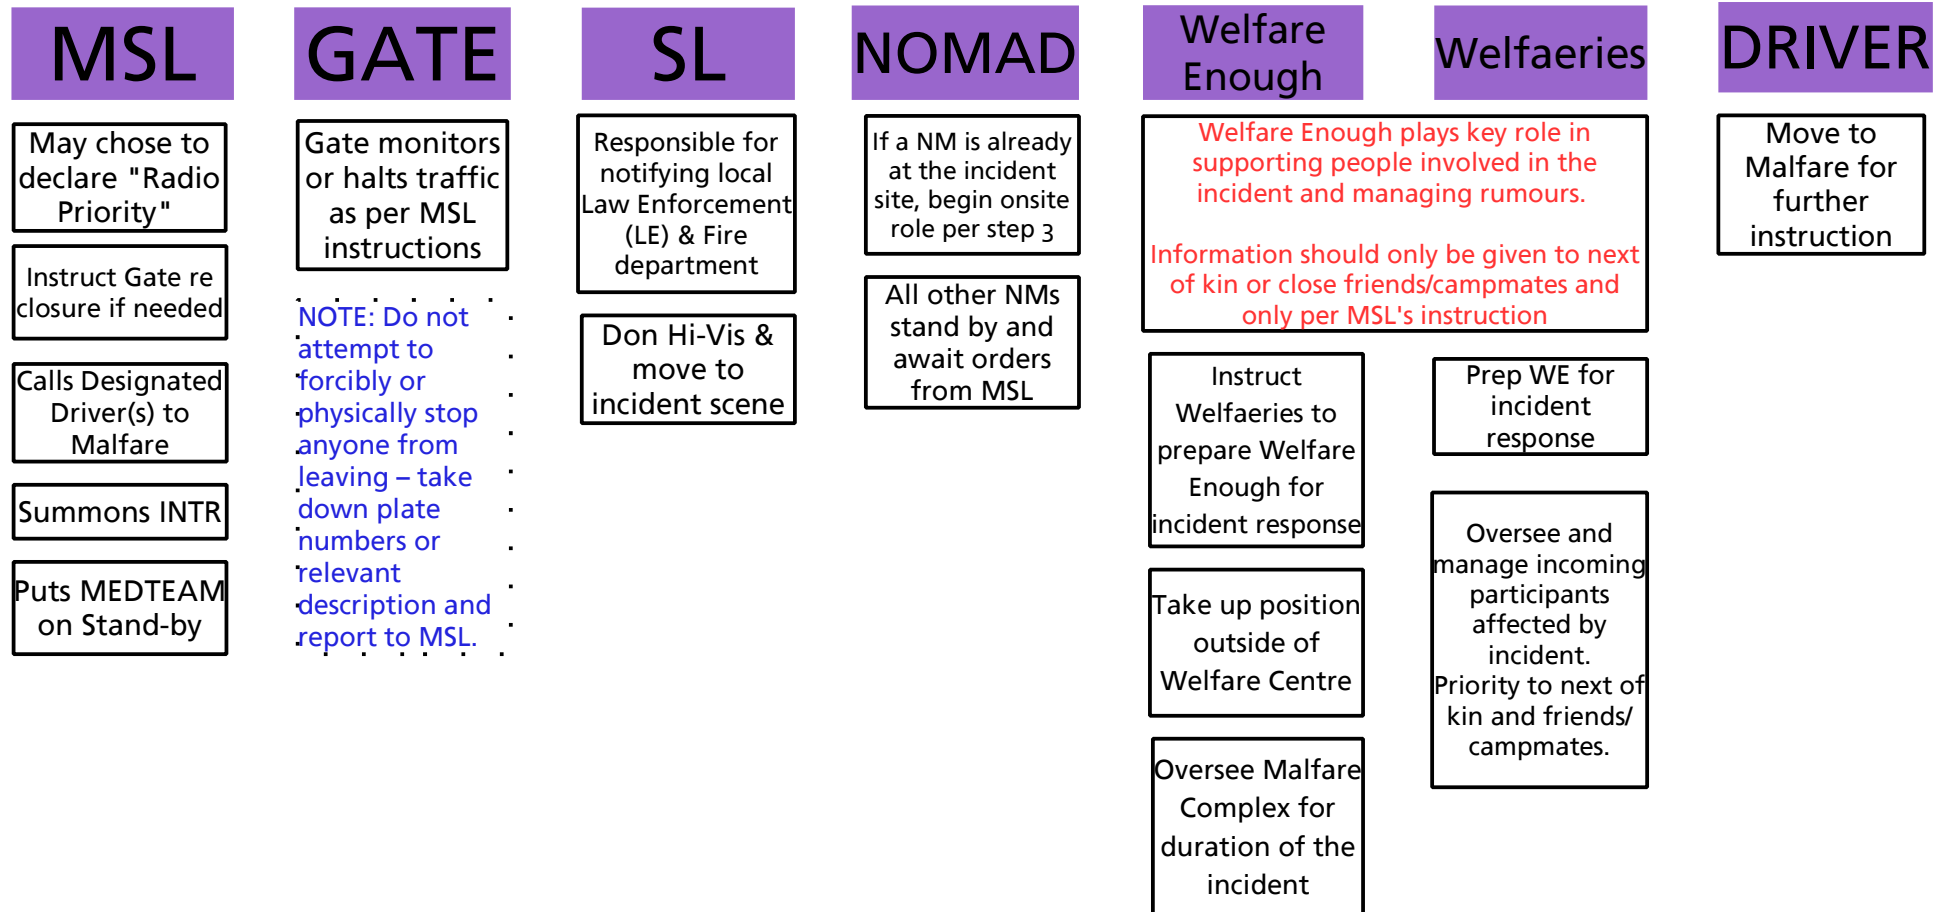 MSL
May chose to
declare "Radio
Priority"
Instruct Gate re
closure if needed
Calls Designated
Driver(s) to
Malfare
Summons INTR
Puts MEDTEAM
on Stand-by
GATE
Gate monitors
or halts traffic
as per MSL
instructions
NOTE: Do not
attempt to
forcibly or
physically stop
anyone from
leaving – take
down plate
numbers or
relevant
description and
report to MSL.
SL
Responsible for
notifying local
Law Enforcement
(LE) & Fire
department
Don Hi-Vis &
move to
incident scene
NOMAD
If a NM is already
at the incident
site, begin onsite
role per step 3
All other NMs
stand by and
await orders
from MSL
Welfare
Enough
Welfaeries
Welfare Enough plays key role in
supporting people involved in the
incident and managing rumours.
Information should only be given to next
of kin or close friends/campmates and
only per MSL's instruction
Instruct
Welfaeries to
prepare Welfare
Enough for
incident response
Take up position
outside of
Welfare Centre
Oversee Malfare
Complex for
duration of the
incident
Prep WE for
incident
response
Oversee and
manage incoming
participants
affected by
incident.
Priority to next of
kin and friends/
campmates.
DRIVER
Move to
Malfare for
further
instruction